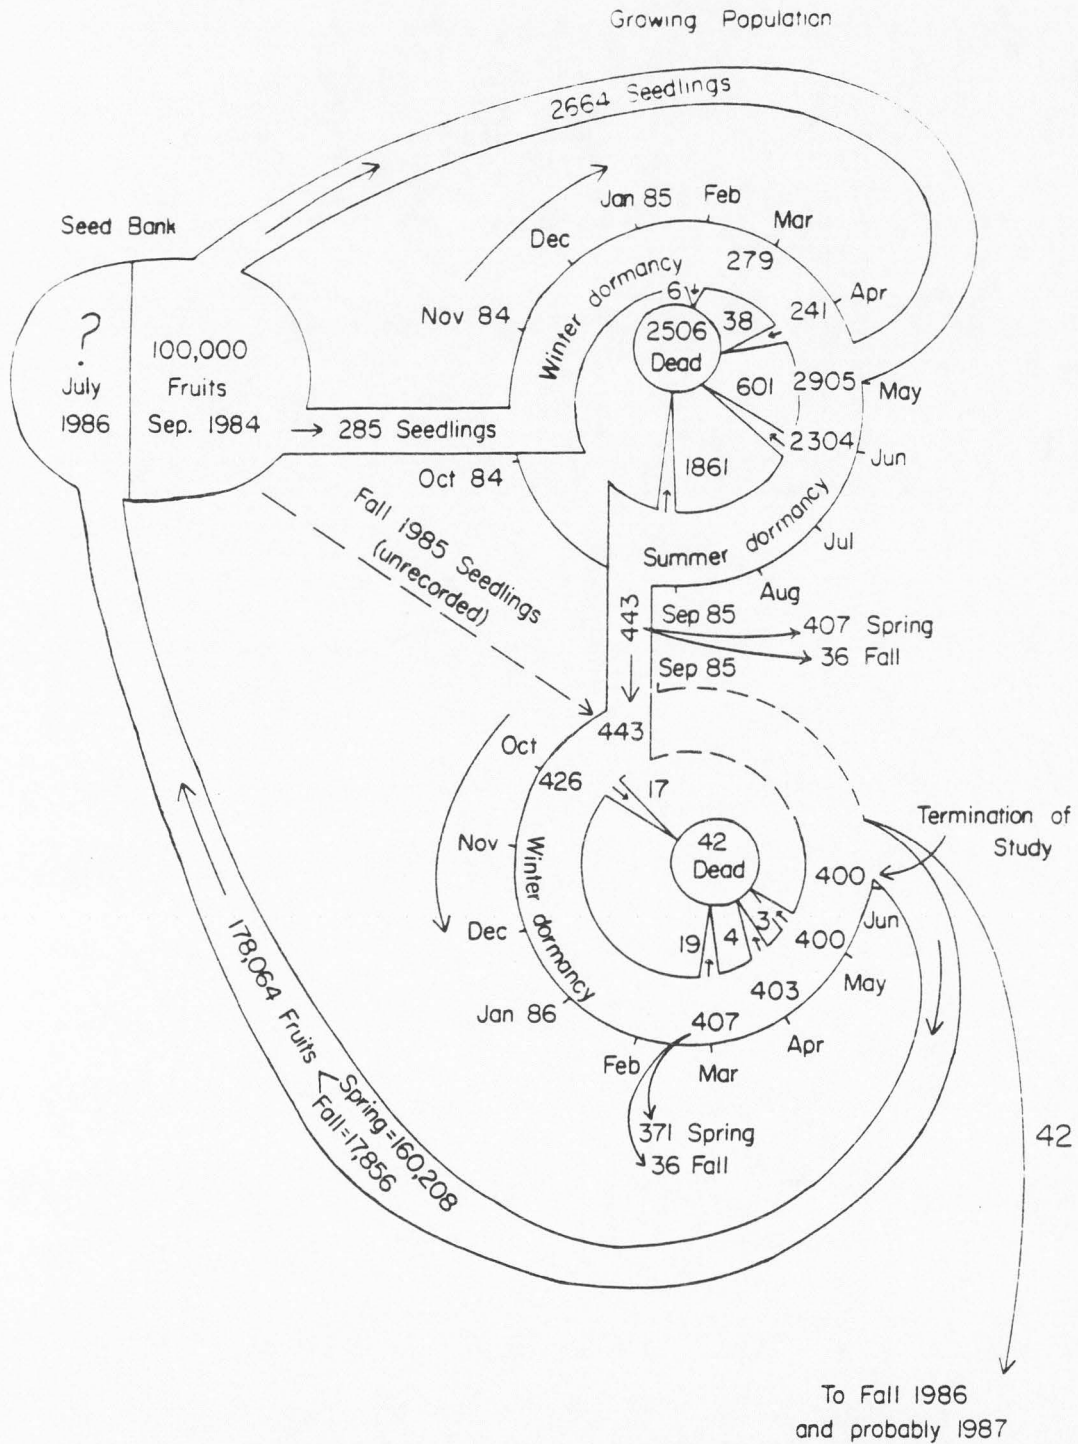 Growing Population
2664 Seedlings
Seed Bank
?
July
1986
100,000
Fruits
Sep. 1984
285 Seedlings
Oct 84
Nov 84
Dec
Jan 85
Feb
Mar
Apr
May
Jun
Jul
Aug
Sep 85
Winter dormancy
6
279
38
241
2506
Dead
601
2905
2304
1861
Summer dormancy
Fall 1985 Seedlings
(unrecorded)
443
407 Spring
36 Fall
Sep 85
443
Oct
426
17
Nov
Winter dormancy
42
Dead
Dec
19
4
3
400
400
Termination of
Study
Jun
May
403
Jan 86
407
Apr
Feb
Mar
371 Spring
36 Fall
178,064 Fruits
Spring=160,208
Fall=17,856
42
To Fall 1986
and probably 1987